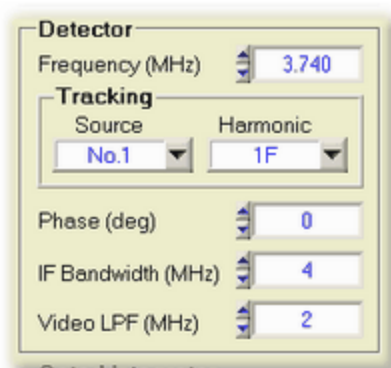 Detector
Frequency (MHz) 3.740
Tracking
Source Harmonic
No.1 1F
Phase (deg) 0
IF Bandwidth (MHz) 4
Video LPF (MHz) 2